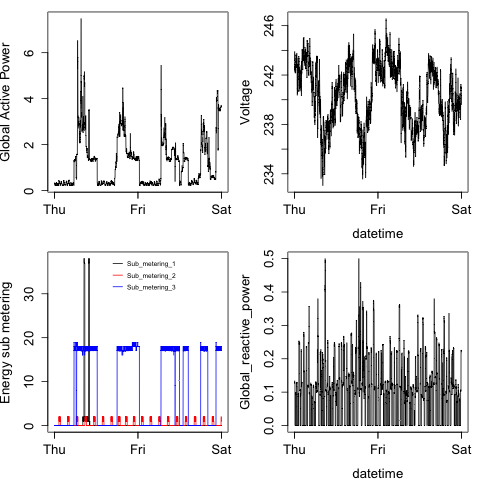 Global Active Power
6
4
2
0
Thu Fri Sat
Voltage
242
238
234
Thu Fri Sat
datetime
Energy sub metering
30
20
10
0
Sub_metering_1
Sub_metering_2
Sub_metering_3
Thu Fri Sat
Global_reactive_power
0.5
0.4
0.3
0.2
0.1
0.0
Thu Fri Sat
datetime